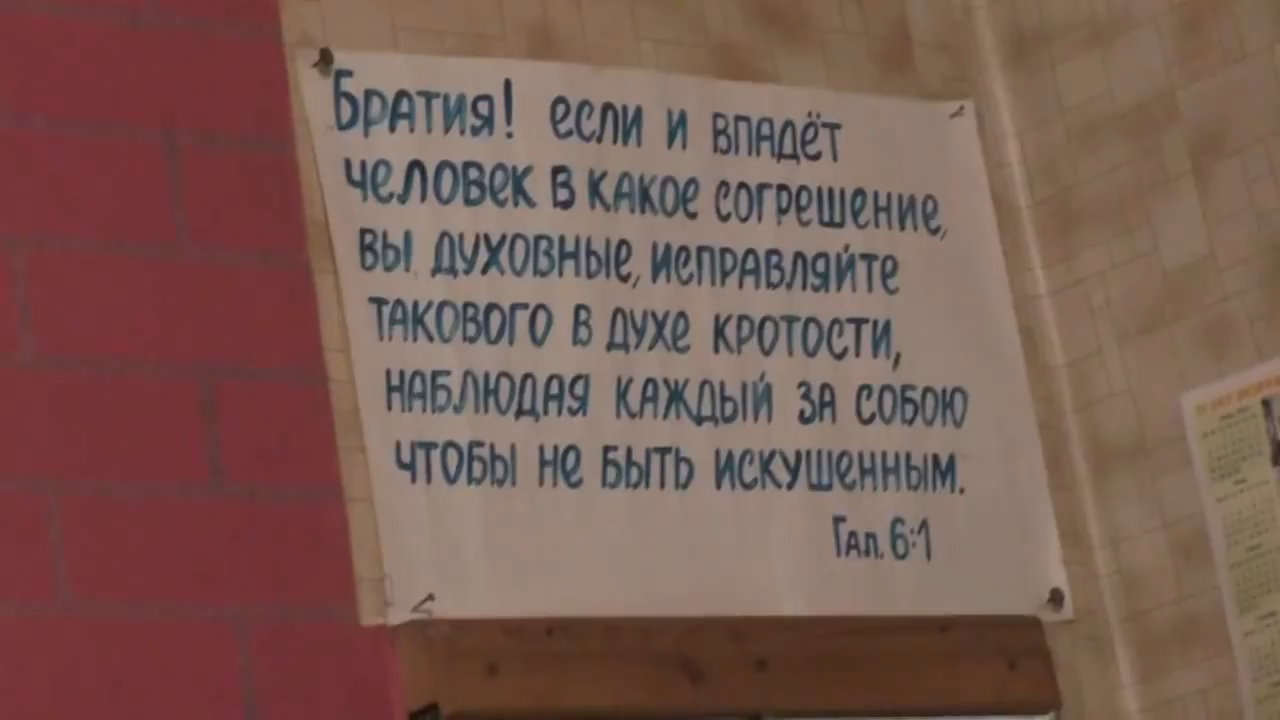 Братия! если и впадёт
человек в какое согрешение,
вы духовные, исправляйте
такового в духе кротости,
наблюдая каждый за собою
чтобы не быть искушенным.
Гал. 6:1